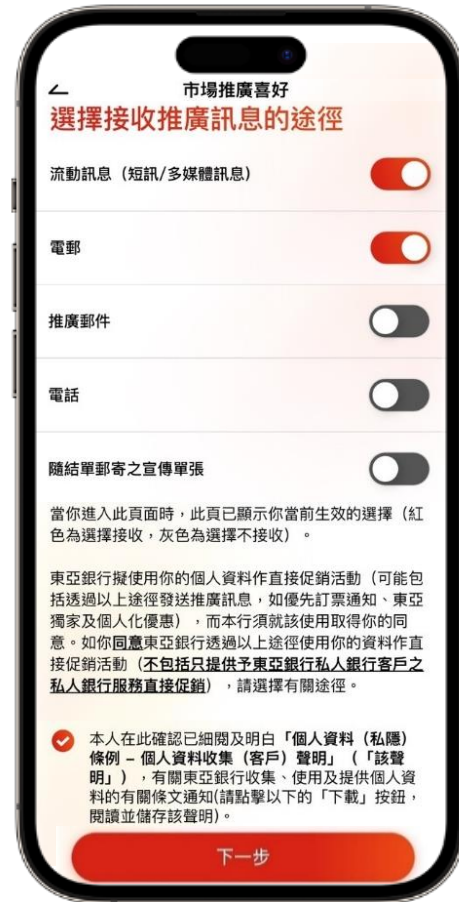 市場推廣喜好
選擇接收推廣訊息的途徑
流動訊息（短訊/多媒體訊息）
電郵
推廣郵件
電話
隨結單郵寄之宣傳單張
當你進入此頁面時，此頁已顯示你當前生效的選擇（紅
色為選擇接收，灰色為選擇不接收）。
東亞銀行擬使用你的個人資料作直接促銷活動（可能包
括透過以上途徑發送推廣訊息，如優先訂票通知、東亞
獨家及個人化優惠），而本行須就該使用取得你的同
意。如你同意東亞銀行透過以上途徑使用你的資料作直
接促銷活動（不包括只提供予東亞銀行私人銀行客戶之
私人銀行服務直接促銷），請選擇有關途徑。
本人在此確認已細閱及明白「個人資料（私隱）
條例 – 個人資料收集（客戶）聲明」（「該聲
明」），有關東亞銀行收集、使用及提供個人資
料的有關條文通知(請點擊以下的「下載」按鈕，
閱讀並儲存該聲明)。
下一步